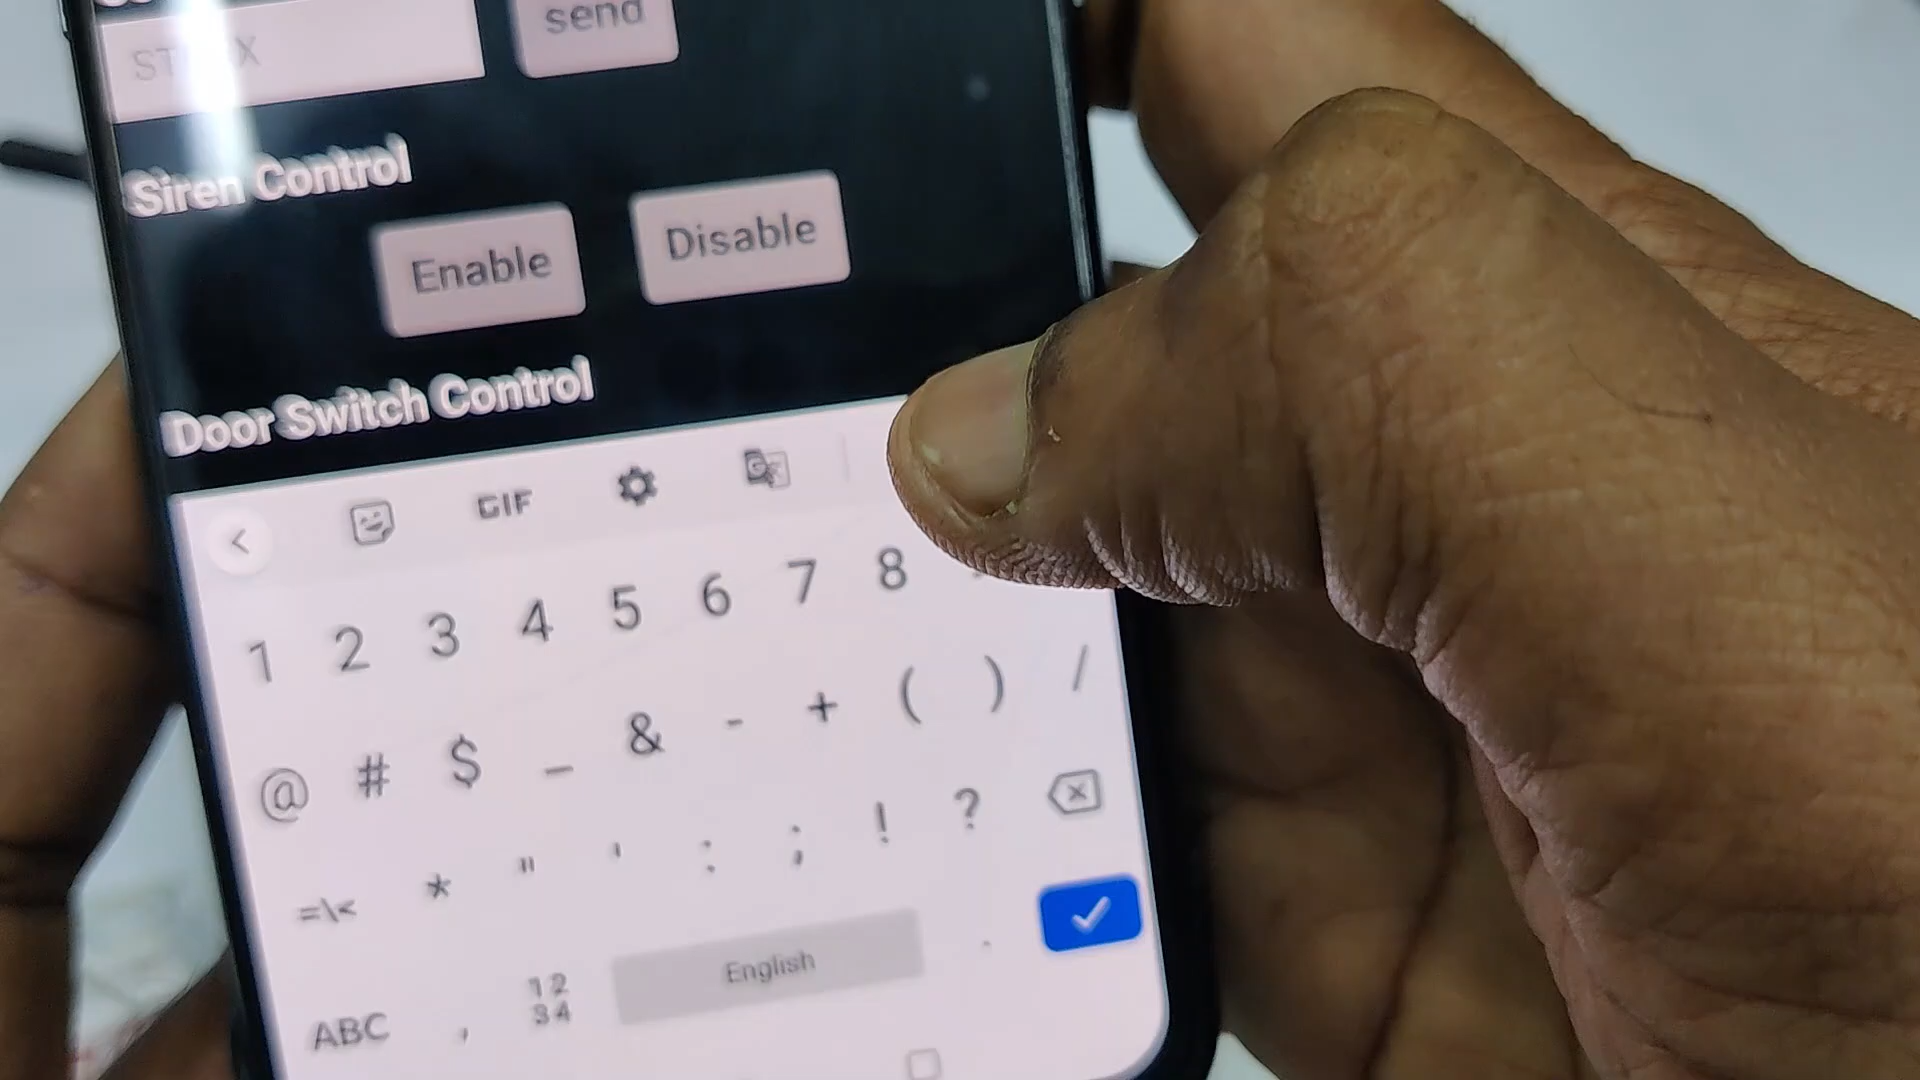 send
Siren Control
Enable Disable
Door Switch Control
GIF
1 2 3 4 5 6 7 8
@ # $ _ & - + ( ) /
=\< * " ' : ; ! ?
ABC , 12 34 English .